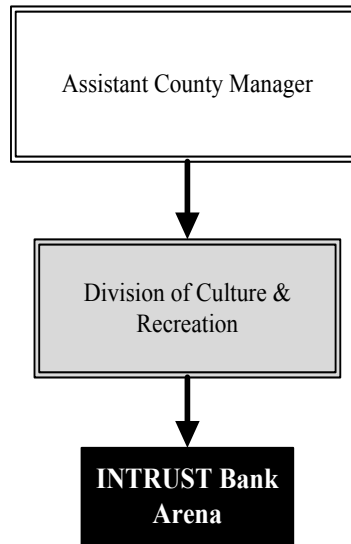 Assistant County Manager
Division of Culture &
Recreation
INTRUST Bank
Arena